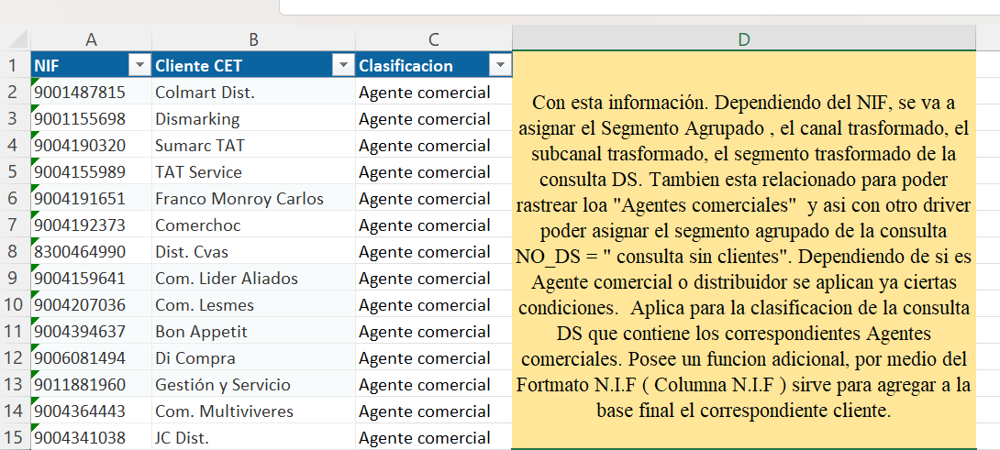 A B C D
1 NIF Cliente CET Clasificacion
2 9001487815 Colmart Dist. Agente comercial
3 9001155698 Dismarking Agente comercial
4 9004190320 Sumarc TAT Agente comercial
5 9004155989 TAT Service Agente comercial
6 9004191651 Franco Monroy Carlos Agente comercial
7 9004192373 Comerchoc Agente comercial
8 8300464990 Dist. Cvas Agente comercial
9 9004159641 Com. Lider Aliados Agente comercial
10 9004207036 Com. Lesmes Agente comercial
11 9004394637 Bon Appetit Agente comercial
12 9006081494 Di Compra Agente comercial
13 9011881960 Gestión y Servicio Agente comercial
14 9004364443 Com. Multiviveres Agente comercial
15 9004341038 JC Dist. Agente comercial
Con esta información. Dependiendo del NIF, se va a
asignar el Segmento Agrupado , el canal trasformado, el
subcanal trasformado, el segmento trasformado de la
consulta DS. Tambien esta relacionado para poder
rastrear loa "Agentes comerciales"  y asi con otro driver
poder asignar el segmento agrupado de la consulta
NO_DS = " consulta sin clientes". Dependiendo de si es
Agente comercial o distribuidor se aplican ya ciertas
condiciones.  Aplica para la clasificacion de la consulta
DS que contiene los correspondientes Agentes
comerciales. Posee un funcion adicional, por medio del
Fortmato N.I.F ( Columna N.I.F ) sirve para agregar a la
base final el correspondiente cliente.